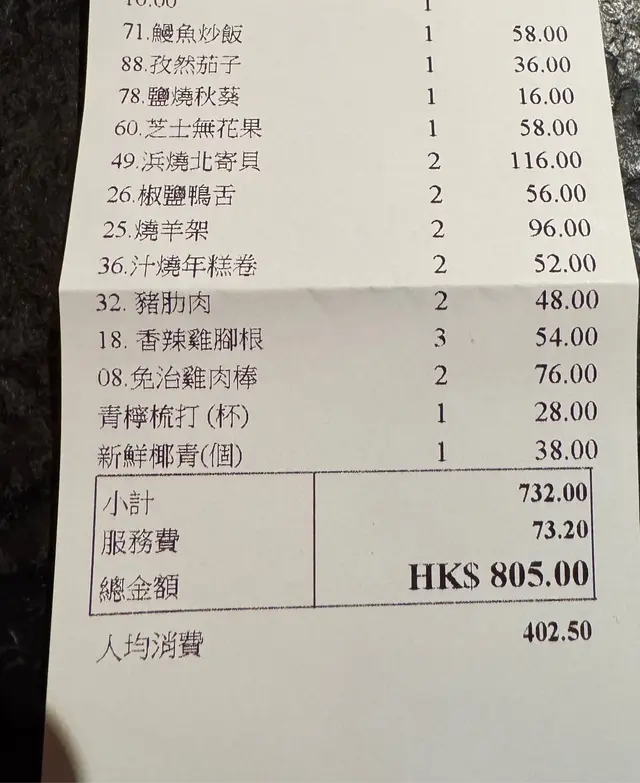 10.00 1
71.鰻魚炒飯 1 58.00
88.孜然茄子 1 36.00
78.鹽燒秋葵 1 16.00
60.芝士無花果 1 58.00
49.浜燒北寄貝 2 116.00
26.椒鹽鴨舌 2 56.00
25.燒羊架 2 96.00
36.汁燒年糕卷 2 52.00
32. 豬肋肉 2 48.00
18. 香辣雞腳根 3 54.00
08.免治雞肉棒 2 76.00
青檸梳打 (杯) 1 28.00
新鮮椰青(個) 1 38.00
小計 732.00
服務費 73.20
總金額 HK$ 805.00
人均消費 402.50